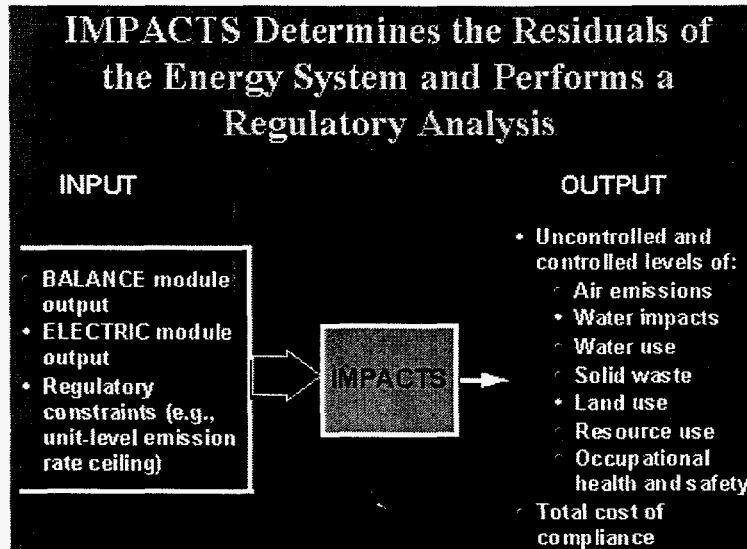 IMPACTS Determines the Residuals of
the Energy System and Performs a
Regulatory Analysis
INPUT
BALANCE module
output
• ELECTRIC module
output
• Regulatory
constraints (e.g.,
unit-level emission
rate ceiling)
IMPACTS
OUTPUT
• Uncontrolled and
controlled levels of:
Air emissions
• Water impacts
Water use
Solid waste
• Land use
Resource use
Occupational
health and safety
Total cost of
compliance